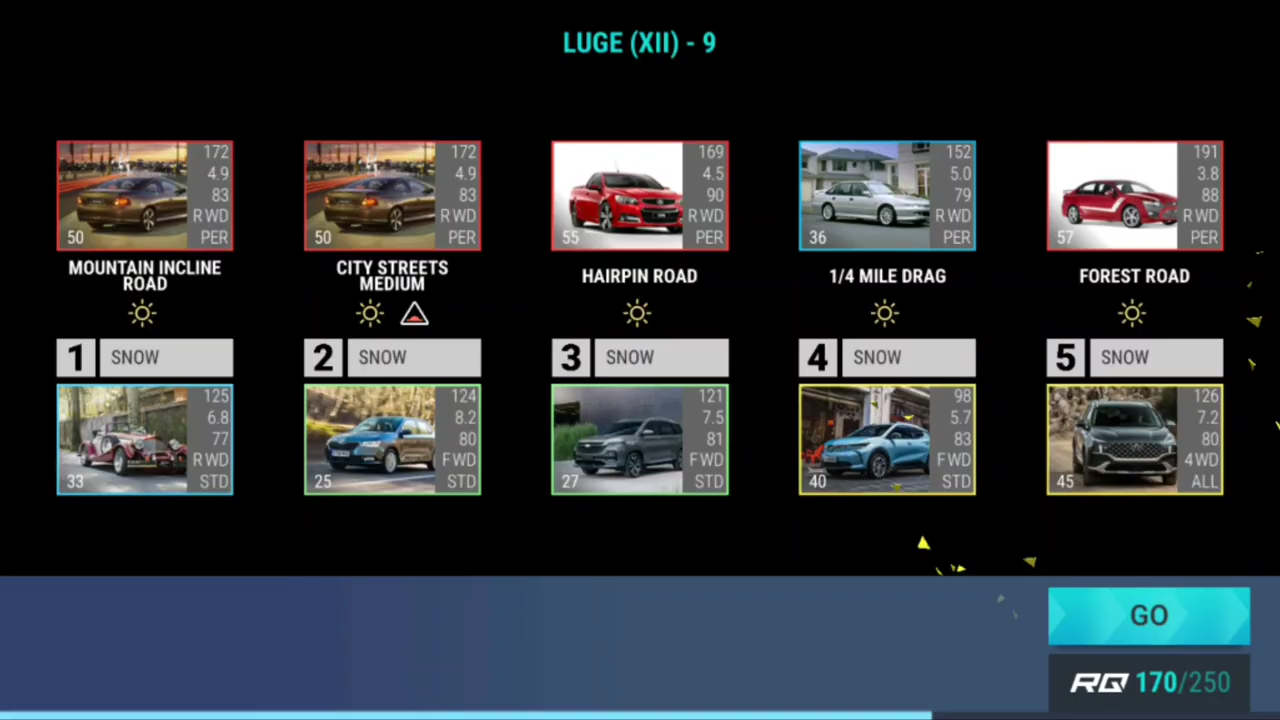 LUGE (XII) - 9
172
4.9
83
RWD
PER
50
172
4.9
83
RWD
PER
50
169
4.5
90
RWD
PER
55
152
5.0
79
RWD
PER
36
191
3.8
88
RWD
PER
57
MOUNTAIN INCLINE
ROAD
CITY STREETS
MEDIUM
HAIRPIN ROAD
1/4 MILE DRAG
FOREST ROAD
1 SNOW
2 SNOW
3 SNOW
4 SNOW
5 SNOW
125
6.8
77
RWD
STD
33
124
8.2
80
FWD
STD
25
121
7.5
81
FWD
STD
27
98
5.7
83
FWD
STD
40
126
7.2
80
4WD
ALL
45
GO
RQ 170/250